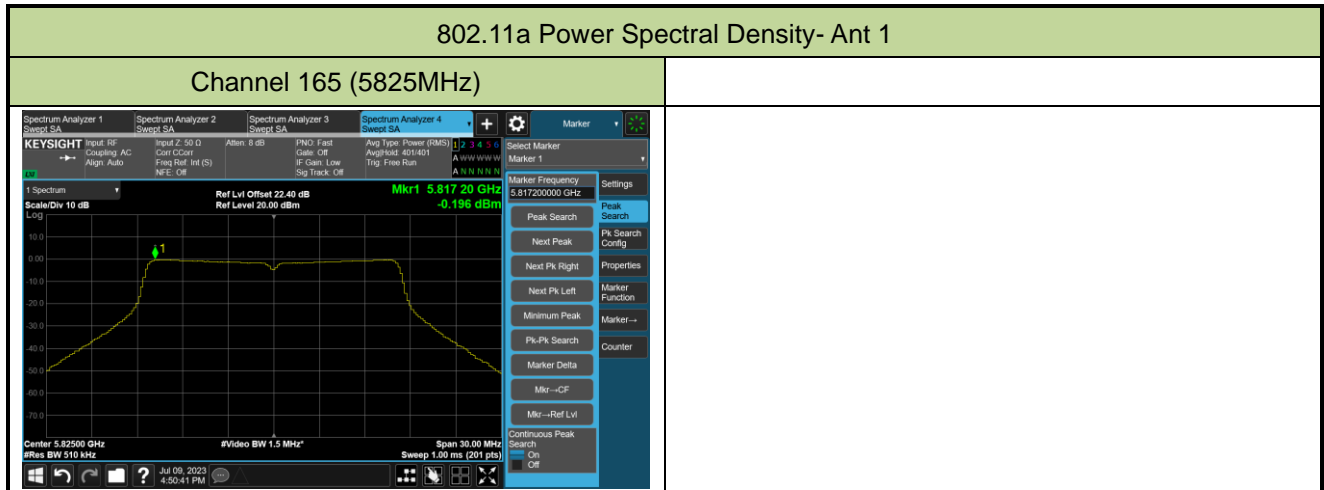 802.11a Power Spectral Density- Ant 1
Channel 165 (5825MHz)
Spectrum Analyzer 1
Swept SA
Spectrum Analyzer 2
Swept SA
Spectrum Analyzer 3
Swept SA
Spectrum Analyzer 4
Swept SA
+
Marker
KEYSIGHT
Input: RF
Coupling: AC
Align: Auto
Input Z: 50 Ω
Corr CCorr
Freq Ref: Int (S)
NFE: Off
Atten: 8 dB
PNO: Fast
Gate: Off
IF Gain: Low
Sig Track: Off
Avg Type: Power (RMS)
Avg|Hold: 401/401
Trig: Free Run
1 2 3 4 5 6
A W W W W W
A N N N N N
Select Marker
Marker 1
LXI
1 Spectrum
Scale/Div 10 dB
Log
Ref Lvl Offset 22.40 dB
Ref Level 20.00 dBm
Mkr1 5.817 20 GHz
-0.196 dBm
10.0
0.00
-10.0
-20.0
-30.0
-40.0
-50.0
-60.0
-70.0
1
Center 5.82500 GHz
#Res BW 510 kHz
#Video BW 1.5 MHz*
Span 30.00 MHz
Sweep 1.00 ms (201 pts)
Marker Frequency
5.817200000 GHz
Peak Search
Next Peak
Next Pk Right
Next Pk Left
Minimum Peak
Pk-Pk Search
Marker Delta
Mkr→CF
Mkr→Ref Lvl
Continuous Peak
Search
On
Off
Settings
Peak
Search
Pk Search
Config
Properties
Marker
Function
Marker→
Counter
?
Jul 09, 2023
4:50:41 PM